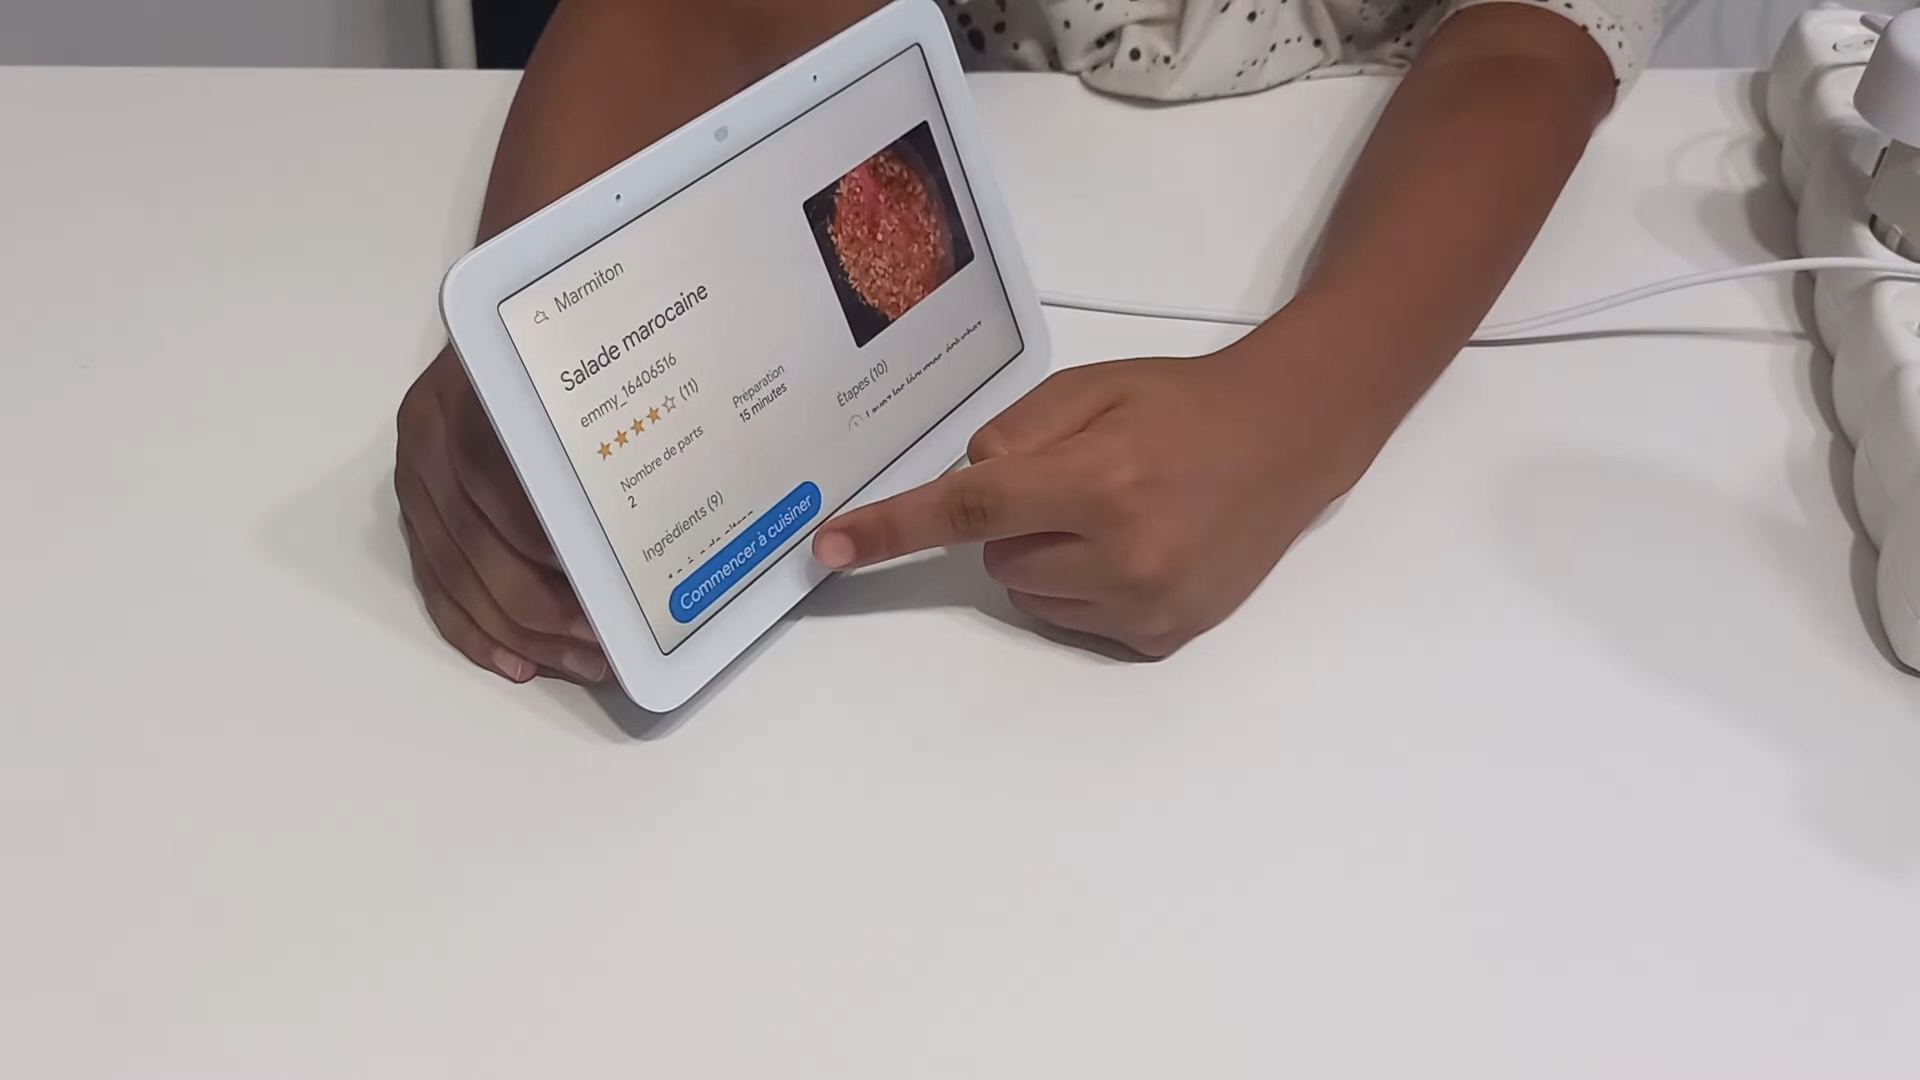 Marmiton
Salade marocaine
emmy_16406516
(11)
Nombre de parts
2
Préparation
15 minutes
Ingrédients (9)
Étapes (10)
Commencer à cuisiner